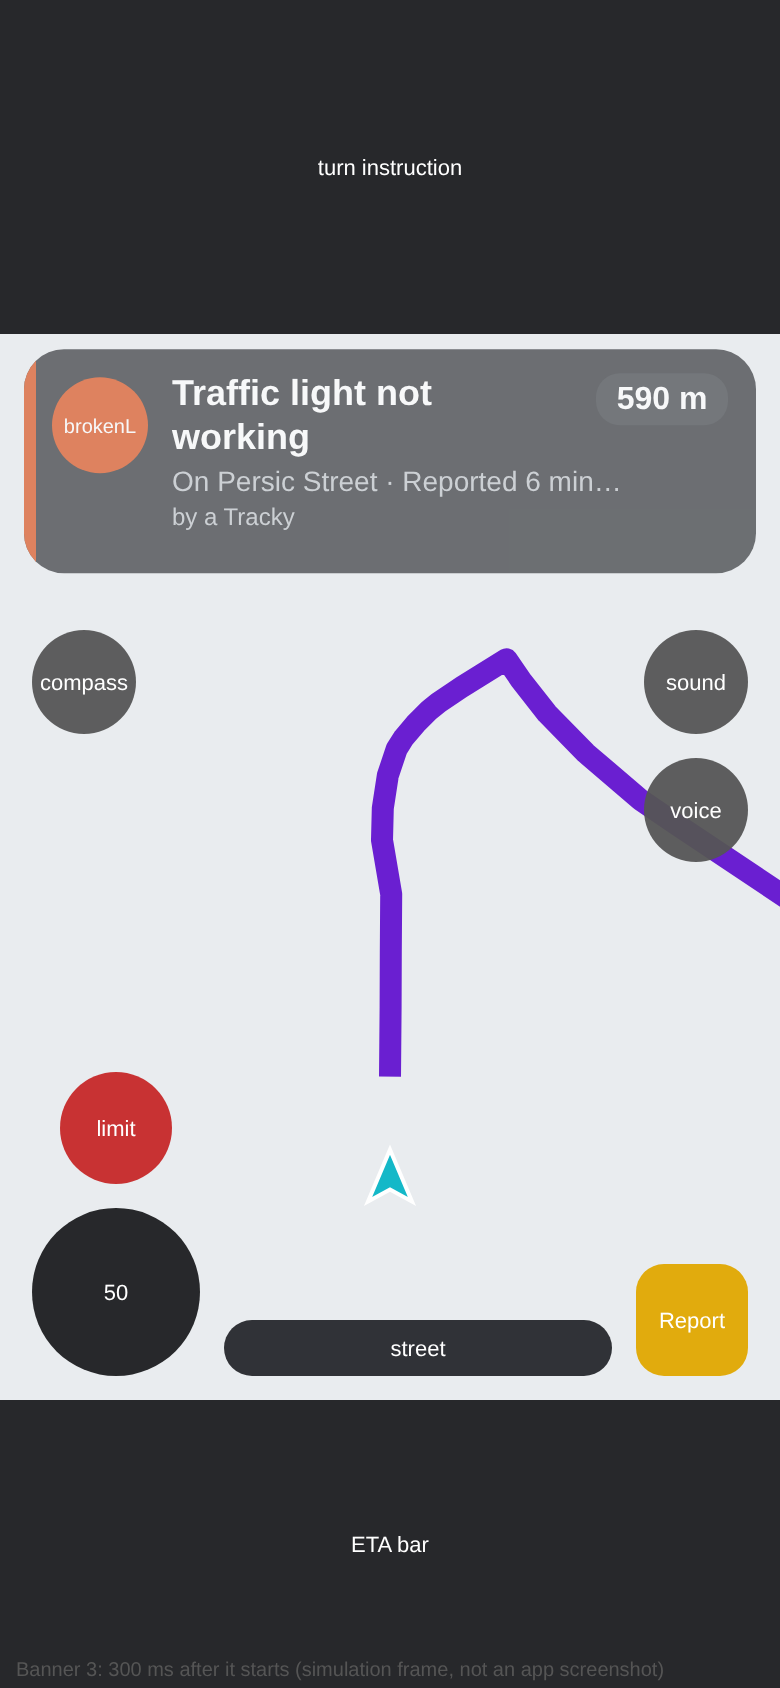 turn instruction
brokenL
Traffic light not
working
590 m
On Persic Street · Reported 6 min…
by a Tracky
compass
sound
voice
limit
50
street
Report
ETA bar
Banner 3: 300 ms after it starts (simulation frame, not an app screenshot)